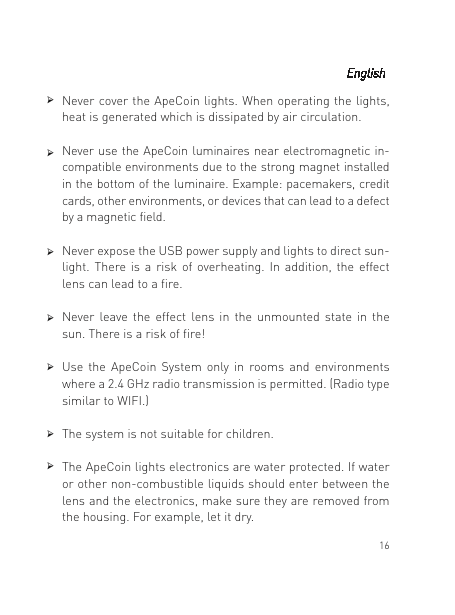 English
➢ Never cover the ApeCoin lights. When operating the lights,
heat is generated which is dissipated by air circulation.
➢ Never use the ApeCoin luminaires near electromagnetic in-
compatible environments due to the strong magnet installed
in the bottom of the luminaire. Example: pacemakers, credit
cards, other environments, or devices that can lead to a defect
by a magnetic field.
➢ Never expose the USB power supply and lights to direct sun-
light. There is a risk of overheating. In addition, the effect
lens can lead to a fire.
➢ Never leave the effect lens in the unmounted state in the
sun. There is a risk of fire!
➢ Use the ApeCoin System only in rooms and environments
where a 2.4 GHz radio transmission is permitted. (Radio type
similar to WIFI.)
➢ The system is not suitable for children.
➢ The ApeCoin lights electronics are water protected. If water
or other non-combustible liquids should enter between the
lens and the electronics, make sure they are removed from
the housing. For example, let it dry.
16